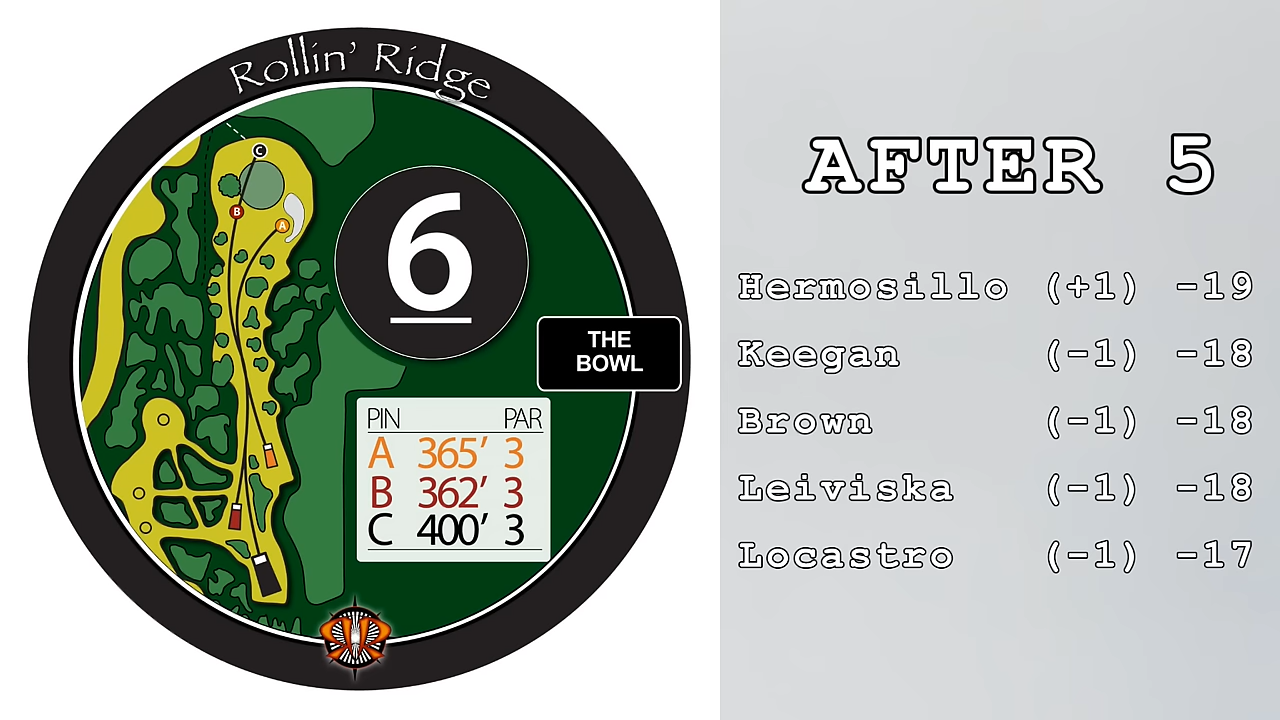 Rollin' Ridge
C
B
A
6
THE
BOWL
PIN PAR
A 365' 3
B 362' 3
C 400' 3
AFTER 5
Hermosillo (+1) -19
Keegan (-1) -18
Brown (-1) -18
Leiviska (-1) -18
Locastro (-1) -17